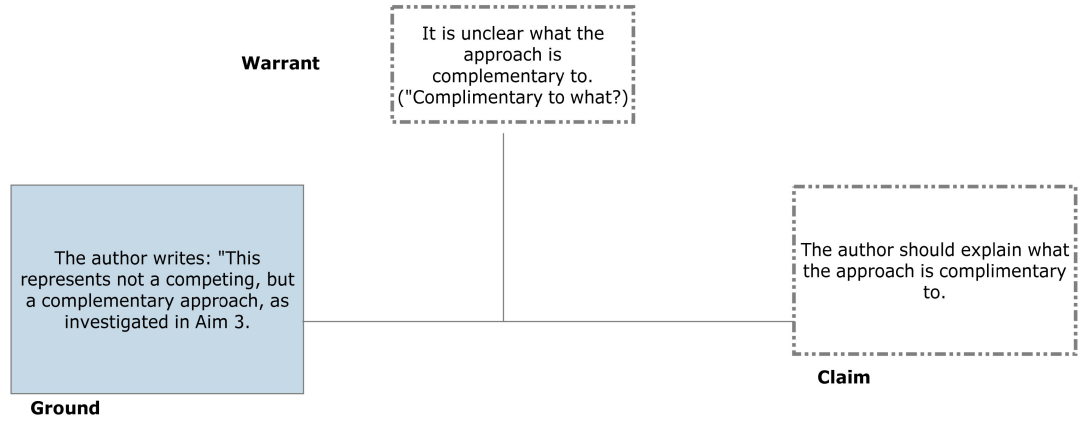 It is unclear what the
approach is
complementary to.
("Complimentary to what?)
Warrant
The author writes: "This
represents not a competing, but
a complementary approach, as
investigated in Aim 3.
Ground
The author should explain what
the approach is complimentary
to.
Claim